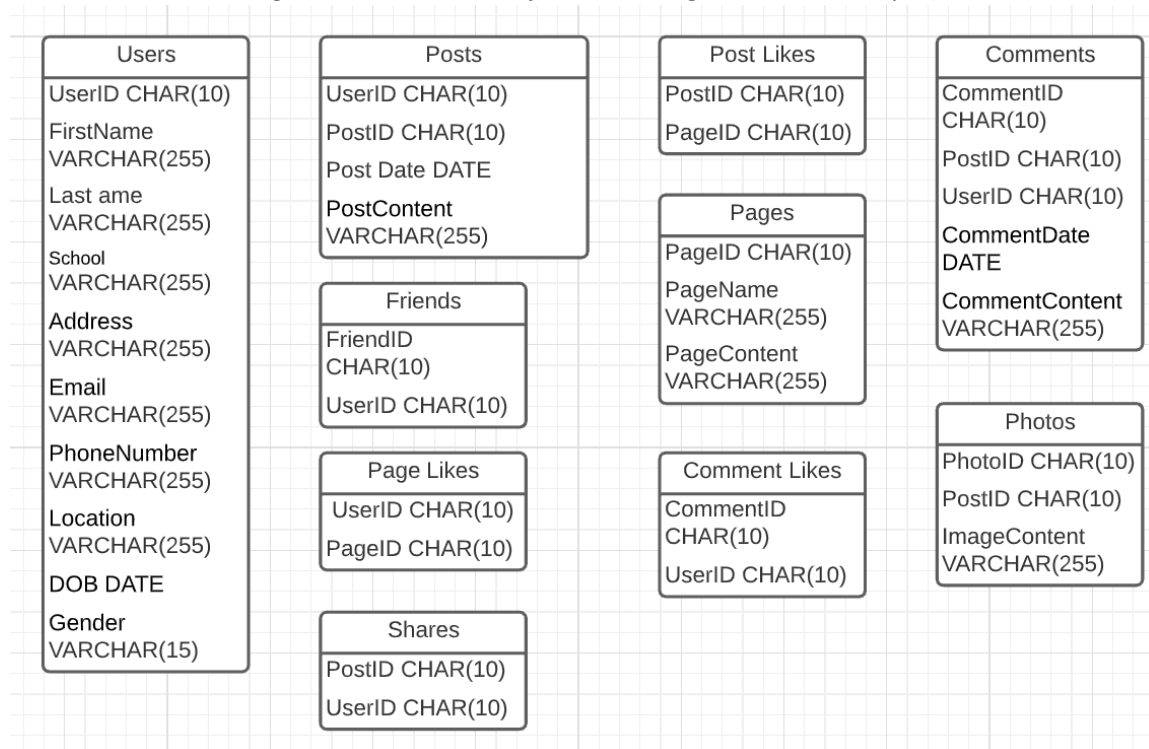 Users
UserID CHAR(10)
FirstName
VARCHAR(255)
Last ame
VARCHAR(255)
School
VARCHAR(255)
Address
VARCHAR(255)
Email
VARCHAR(255)
PhoneNumber
VARCHAR(255)
Location
VARCHAR(255)
DOB DATE
Gender
VARCHAR(15)
Posts
UserID CHAR(10)
PostID CHAR(10)
Post Date DATE
PostContent
VARCHAR(255)
Friends
FriendID
CHAR(10)
UserID CHAR(10)
Page Likes
UserID CHAR(10)
PageID CHAR(10)
Shares
PostID CHAR(10)
UserID CHAR(10)
Post Likes
PostID CHAR(10)
PageID CHAR(10)
Pages
PageID CHAR(10)
PageName
VARCHAR(255)
PageContent
VARCHAR(255)
Comment Likes
CommentID
CHAR(10)
UserID CHAR(10)
Comments
CommentID
CHAR(10)
PostID CHAR(10)
UserID CHAR(10)
CommentDate
DATE
CommentContent
VARCHAR(255)
Photos
PhotoID CHAR(10)
PostID CHAR(10)
ImageContent
VARCHAR(255)